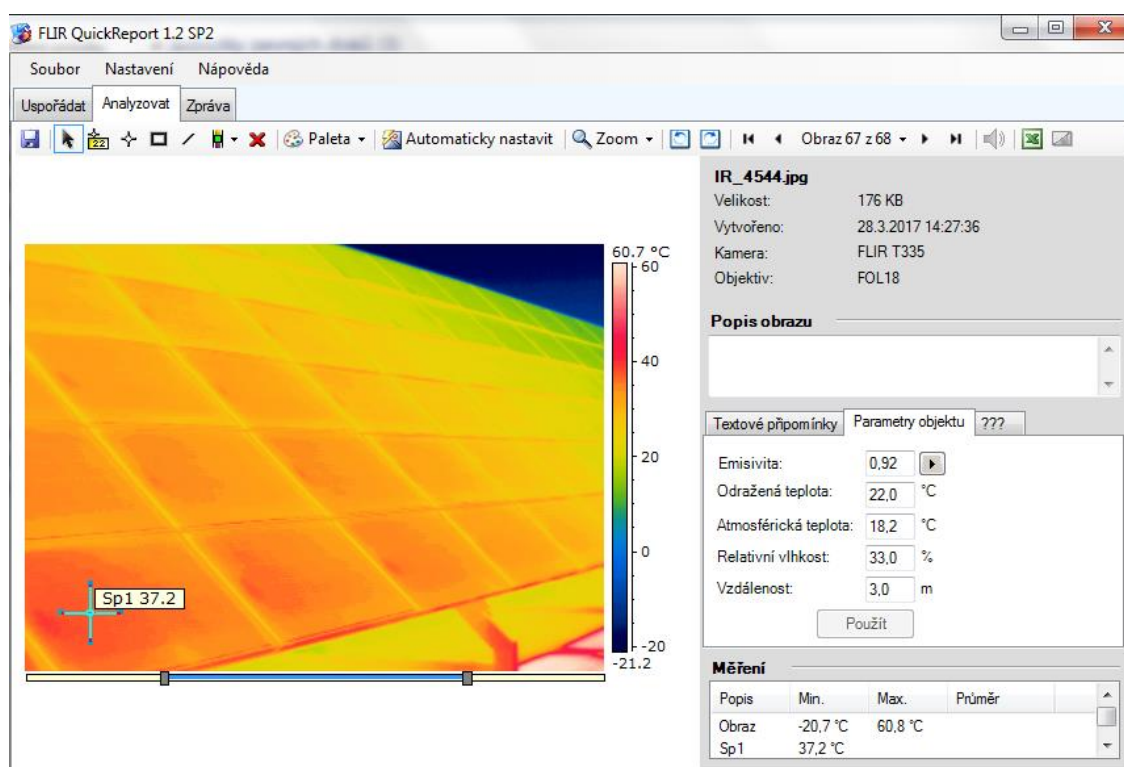 FLIR QuickReport 1.2 SP2
Soubor Nastavení Nápověda
Uspořádat Analyzovat Zpráva
22 Paleta Automaticky nastavit Zoom Obraz 67 z 68
IR_4544.jpg
Velikost: 176 KB
Vytvořeno: 28.3.2017 14:27:36
Kamera: FLIR T335
Objektiv: FOL18
Popis obrazu
60.7 °C
60
40
20
0
-20
-21.2
Sp1 37.2
Textové připomínky Parametry objektu ???
Emisivita: 0,92
Odražená teplota: 22,0 °C
Atmosférická teplota: 18,2 °C
Relativní vlhkost: 33,0 %
Vzdálenost: 3,0 m
Použít
Měření
Popis Min. Max. Průměr
Obraz -20,7 °C 60,8 °C
Sp1 37,2 °C